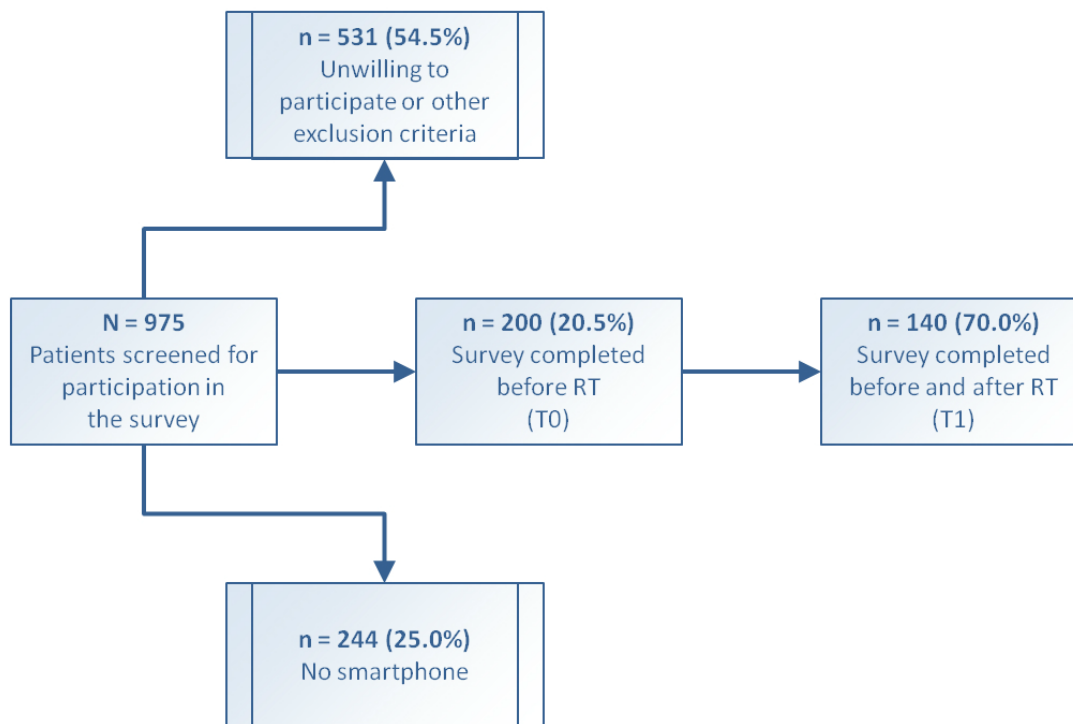 n = 531 (54.5%)
Unwilling to
participate or other
exclusion criteria
N = 975
Patients screened for
participation in
the survey
n = 200 (20.5%)
Survey completed
before RT
(T0)
n = 140 (70.0%)
Survey completed
before and after RT
(T1)
n = 244 (25.0%)
No smartphone